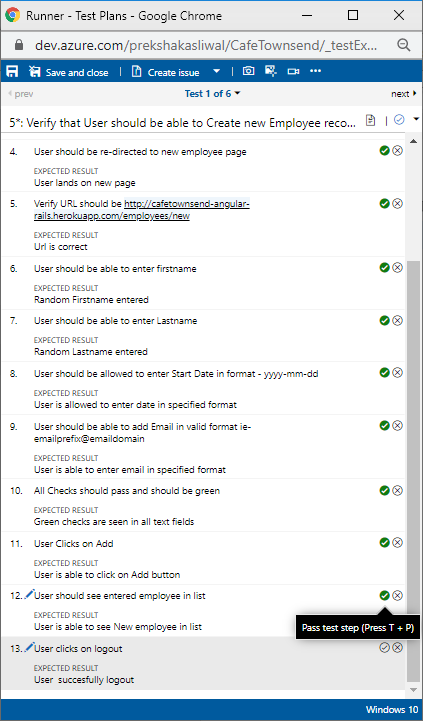 Runner - Test Plans - Google Chrome
dev.azure.com/prekshakasliwal/CafeTownsend/_testEx...
Save and close
Create issue
prev
Test 1 of 6
next
5*: Verify that User should be able to Create new Employee reco...
4. User should be re-directed to new employee page
EXPECTED RESULT
User lands on new page
5. Verify URL should be http://cafetownsend-angular-
rails.herokuapp.com/employees/new
EXPECTED RESULT
Url is correct
6. User should be able to enter firstname
EXPECTED RESULT
Random Firstname entered
7. User should be able to enter Lastname
EXPECTED RESULT
Random Lastname entered
8. User should be allowed to enter Start Date in format - yyyy-mm-dd
EXPECTED RESULT
User is allowed to enter date in specified format
9. User should be able to add Email in valid format ie-
emailprefix@emaildomain
EXPECTED RESULT
User is able to enter email in specified format
10. All Checks should pass and should be green
EXPECTED RESULT
Green checks are seen in all text fields
11. User Clicks on Add
EXPECTED RESULT
User is able to click on Add button
12. User should see entered employee in list
EXPECTED RESULT
User is able to see New employee in list
Pass test step (Press T + P)
13. User clicks on logout
EXPECTED RESULT
User succesfully logout
Windows 10